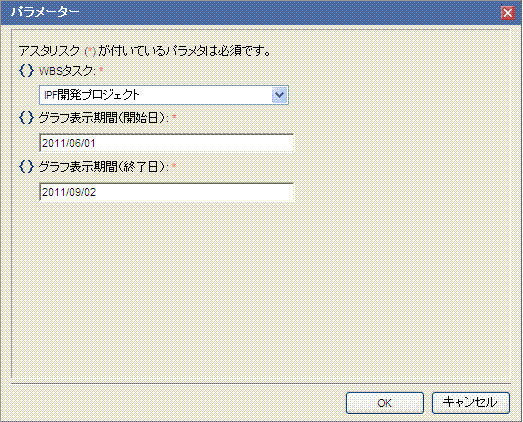 パラメーター
アスタリスク (*) が付いているパラメタは必須です。
{} WBSタスク: *
IPF開発プロジェクト
{} グラフ表示期間(開始日): *
2011/06/01
{} グラフ表示期間(終了日): *
2011/09/02
OK キャンセル